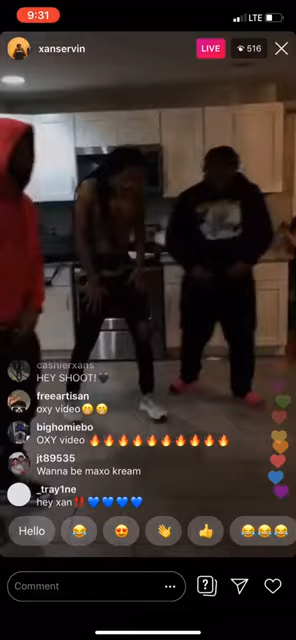 9:31
LTE
xanservin
LIVE
516
cashierxans
HEY SHOOT!🖤
freeartisan
oxy video😁😁
bighomiebo
OXY video 🔥🔥🔥🔥🔥🔥🔥🔥🔥🔥
jt89535
Wanna be maxo kream
_tray1ne
hey xan‼️💙💙💙💙
Hello 😂 😍 👋 👍 😂😂😂
Comment